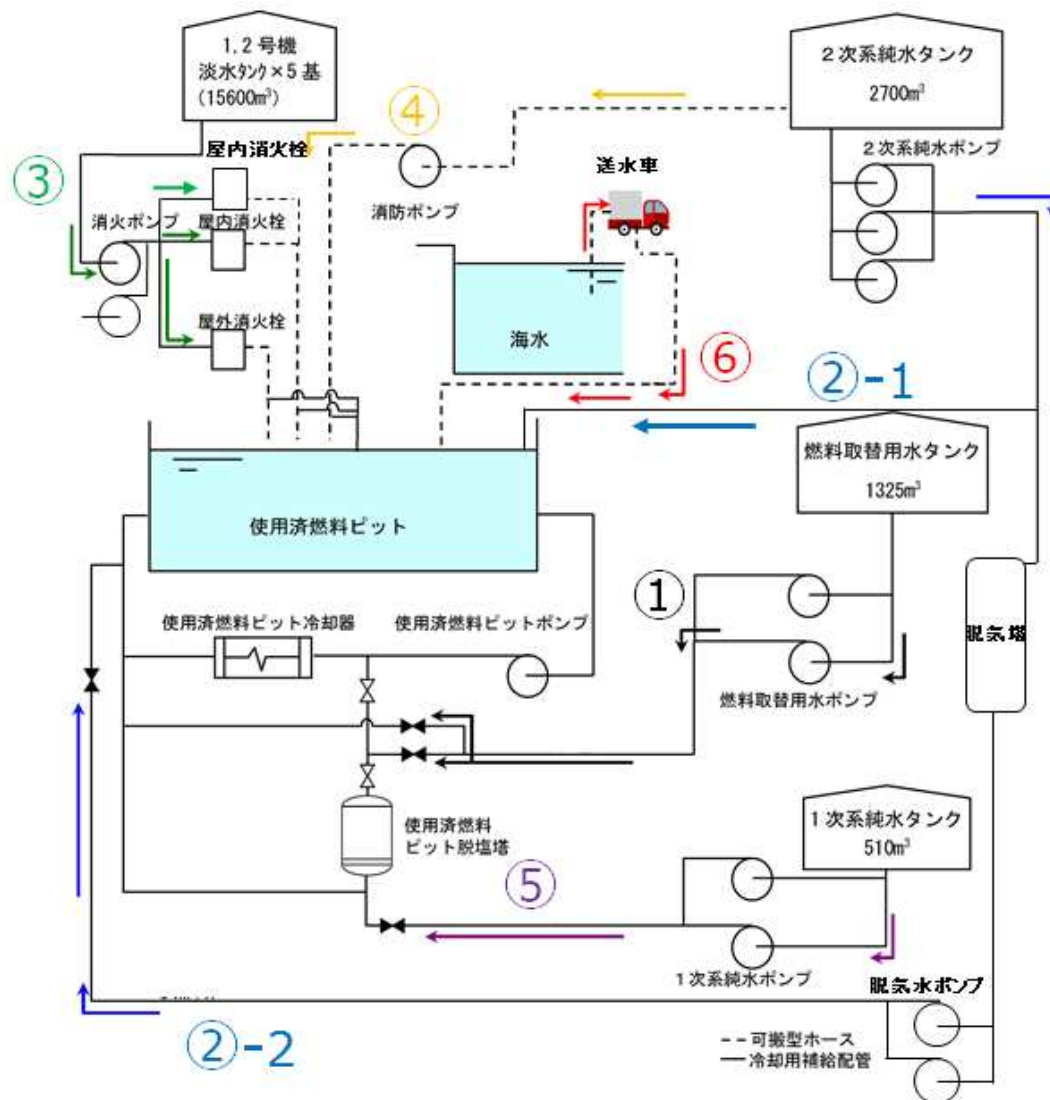 1,2号機
淡水ﾀﾝｸ×5基
(15600m³)
2次系純水タンク
2700m³
④
屋内消火栓
2次系純水ポンプ
③
送水車
消火ポンプ
屋内消火栓
消防ポンプ
屋外消火栓
海水
⑥
②-1
燃料取替用水タンク
1325m³
使用済燃料ピット
①
使用済燃料ピット冷却器
使用済燃料ピットポンプ
脱気塔
燃料取替用水ポンプ
使用済燃料
ピット脱塩塔
1次系純水タンク
510m³
⑤
1次系純水ポンプ
脱気水ポンプ
②-2
--可搬型ホース
―冷却用補給配管